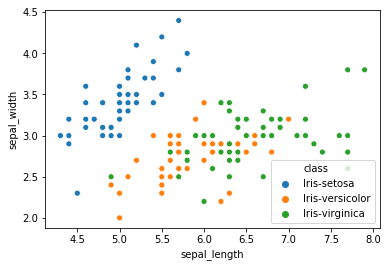 4.5
4.0
3.5
3.0
2.5
2.0
sepal_width
class
Iris-setosa
Iris-versicolor
Iris-virginica
4.5 5.0 5.5 6.0 6.5 7.0 7.5 8.0
sepal_length